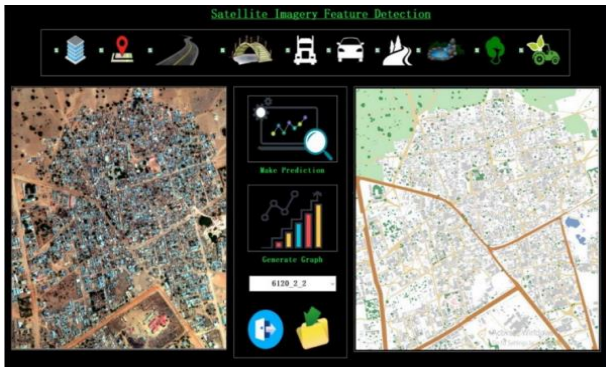 Satellite Imagery Feature Detection
Make Prediction
Generate Graph
6120_2_2